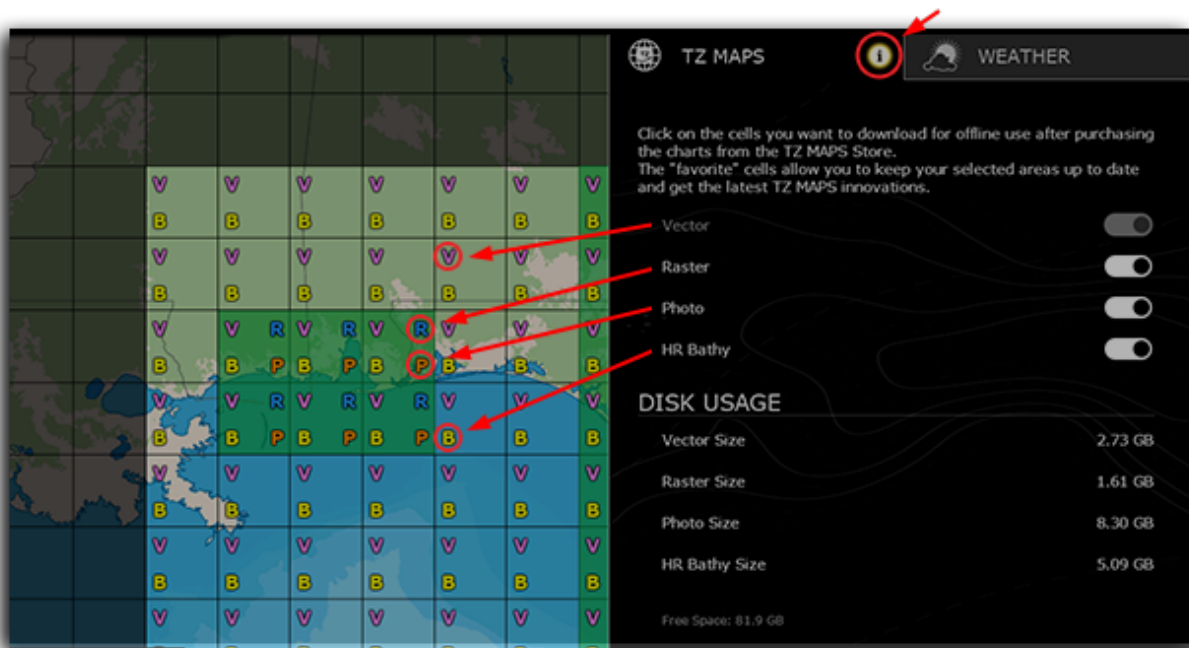 TZ MAPS
i
WEATHER
Click on the cells you want to download for offline use after purchasing
the charts from the TZ MAPS Store.
The "favorite" cells allow you to keep your selected areas up to date
and get the latest TZ MAPS innovations.
Vector
Raster
Photo
HR Bathy
DISK USAGE
Vector Size 2.73 GB
Raster Size 1.61 GB
Photo Size 8.30 GB
HR Bathy Size 5.09 GB
Free Space: 81.9 GB
V V V V V V V
B B B B B B B
V V V V V V V
B B B B B B B
V V R V R V R V V V
B B P B P B P B B B
V V R V R V R V V V
B B P B P B P B B B
V V V V V V V
B B B B B B B
V V V V V V V
B B B B B B B
V V V V V V V